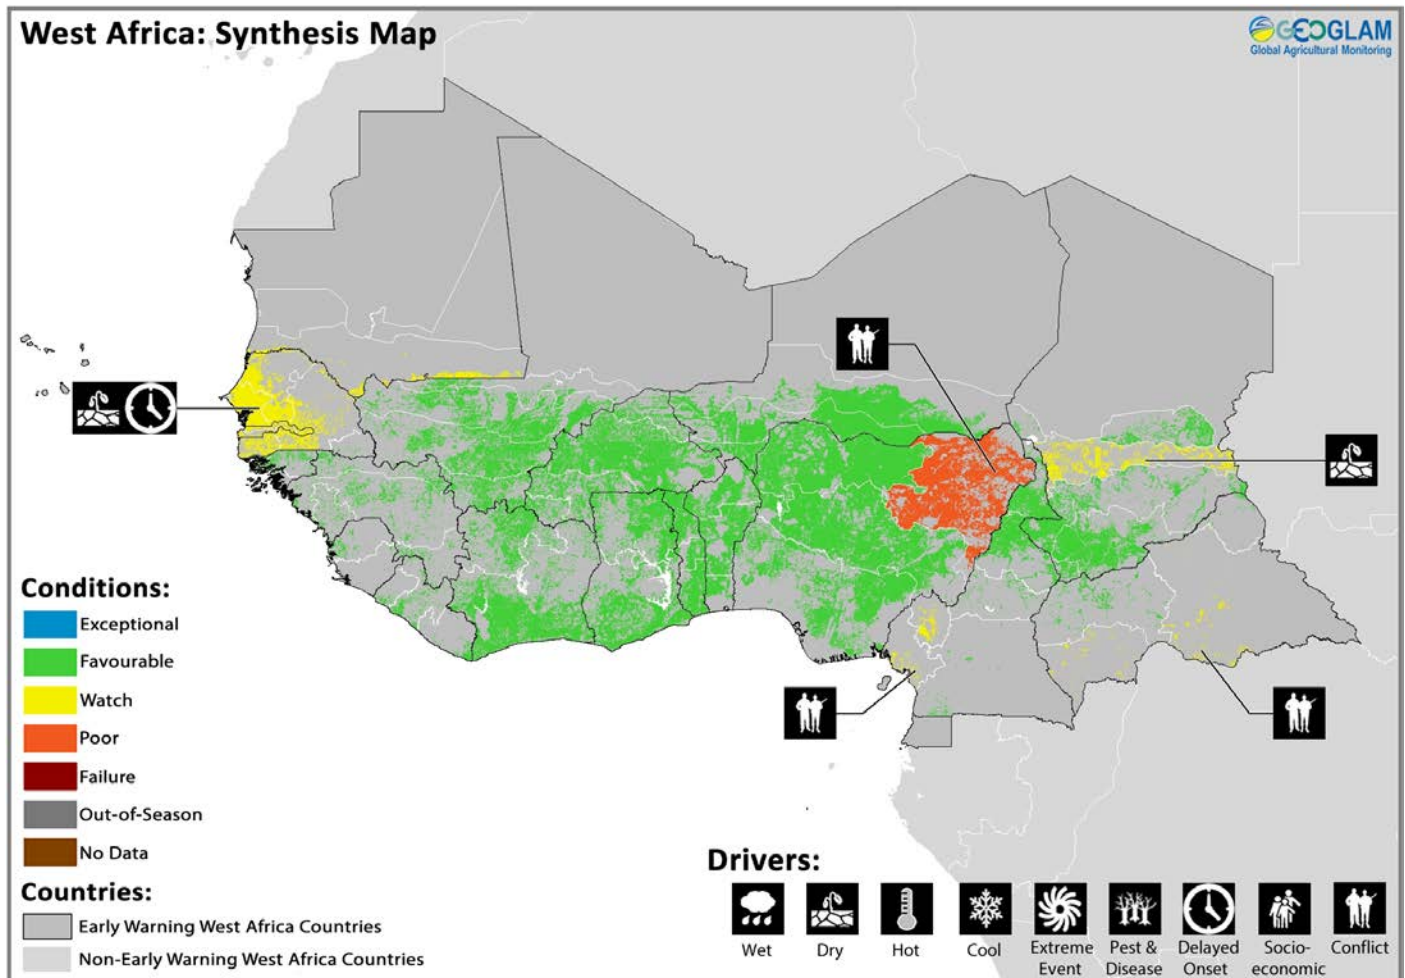 West Africa: Synthesis Map
GEOGLAM
Global Agricultural Monitoring
Conditions:
Exceptional
Favourable
Watch
Poor
Failure
Out-of-Season
No Data
Countries:
Early Warning West Africa Countries
Non-Early Warning West Africa Countries
Drivers:
Wet
Dry
Hot
Cool
Extreme
Event
Pest &
Disease
Delayed
Onset
Socio-
economic
Conflict